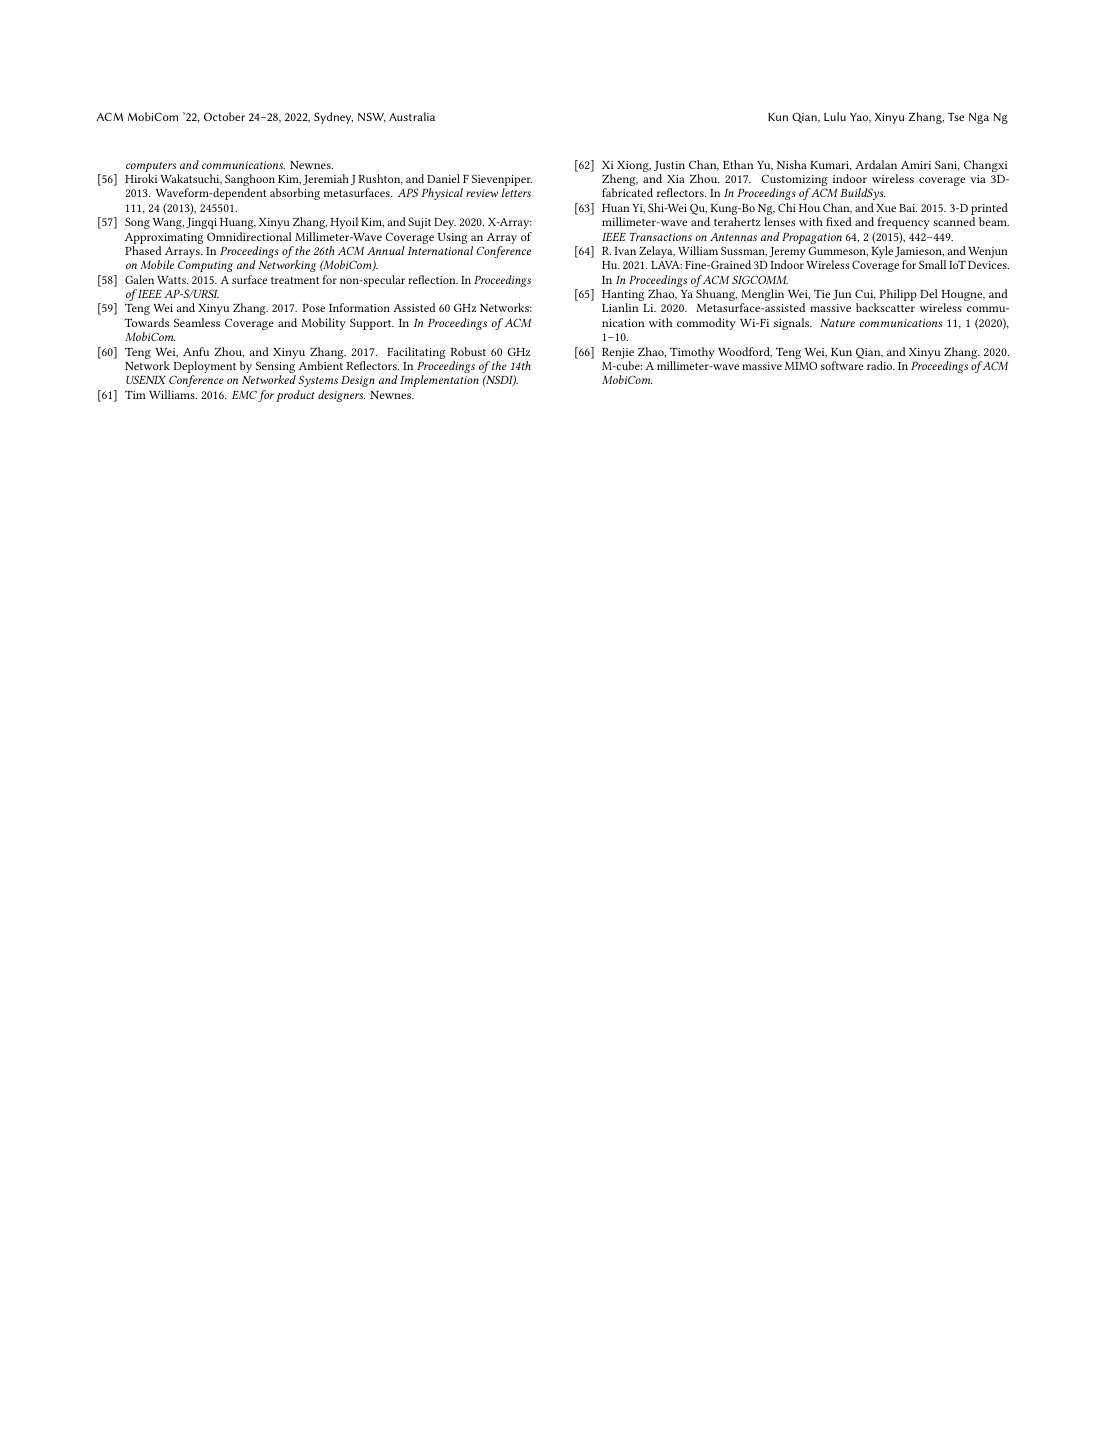 ACM MobiCom '22, October 24–28, 2022, Sydney, NSW, Australia
Kun Qian, Lulu Yao, Xinyu Zhang, Tse Nga Ng
computers and communications. Newnes.
[56] Hiroki Wakatsuchi, Sanghoon Kim, Jeremiah J Rushton, and Daniel F Sievenpiper.
2013. Waveform-dependent absorbing metasurfaces. APS Physical review letters
111, 24 (2013), 245501.
[57] Song Wang, Jingqi Huang, Xinyu Zhang, Hyoil Kim, and Sujit Dey. 2020. X-Array:
Approximating Omnidirectional Millimeter-Wave Coverage Using an Array of
Phased Arrays. In Proceedings of the 26th ACM Annual International Conference
on Mobile Computing and Networking (MobiCom).
[58] Galen Watts. 2015. A surface treatment for non-specular reflection. In Proceedings
of IEEE AP-S/URSI.
[59] Teng Wei and Xinyu Zhang. 2017. Pose Information Assisted 60 GHz Networks:
Towards Seamless Coverage and Mobility Support. In In Proceedings of ACM
MobiCom.
[60] Teng Wei, Anfu Zhou, and Xinyu Zhang. 2017. Facilitating Robust 60 GHz
Network Deployment by Sensing Ambient Reflectors. In Proceedings of the 14th
USENIX Conference on Networked Systems Design and Implementation (NSDI).
[61] Tim Williams. 2016. EMC for product designers. Newnes.
[62] Xi Xiong, Justin Chan, Ethan Yu, Nisha Kumari, Ardalan Amiri Sani, Changxi
Zheng, and Xia Zhou. 2017. Customizing indoor wireless coverage via 3D-
fabricated reflectors. In In Proceedings of ACM BuildSys.
[63] Huan Yi, Shi-Wei Qu, Kung-Bo Ng, Chi Hou Chan, and Xue Bai. 2015. 3-D printed
millimeter-wave and terahertz lenses with fixed and frequency scanned beam.
IEEE Transactions on Antennas and Propagation 64, 2 (2015), 442–449.
[64] R. Ivan Zelaya, William Sussman, Jeremy Gummeson, Kyle Jamieson, and Wenjun
Hu. 2021. LAVA: Fine-Grained 3D Indoor Wireless Coverage for Small IoT Devices.
In In Proceedings of ACM SIGCOMM.
[65] Hanting Zhao, Ya Shuang, Menglin Wei, Tie Jun Cui, Philipp Del Hougne, and
Lianlin Li. 2020. Metasurface-assisted massive backscatter wireless commu-
nication with commodity Wi-Fi signals. Nature communications 11, 1 (2020),
1–10.
[66] Renjie Zhao, Timothy Woodford, Teng Wei, Kun Qian, and Xinyu Zhang. 2020.
M-cube: A millimeter-wave massive MIMO software radio. In Proceedings of ACM
MobiCom.